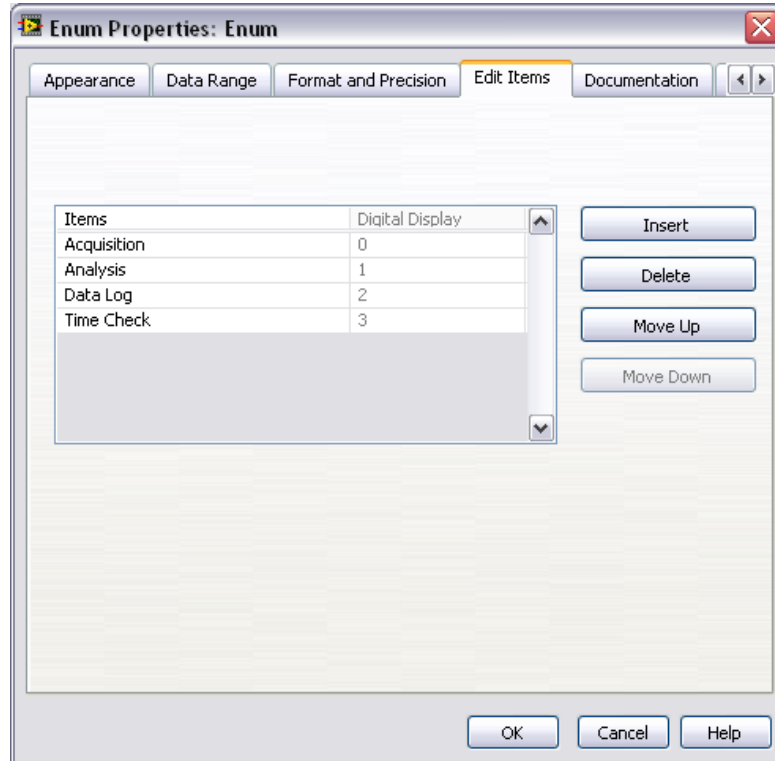 Enum Properties: Enum
Appearance Data Range Format and Precision Edit Items Documentation
Items Digital Display
Acquisition 0
Analysis 1
Data Log 2
Time Check 3
Insert
Delete
Move Up
Move Down
OK Cancel Help